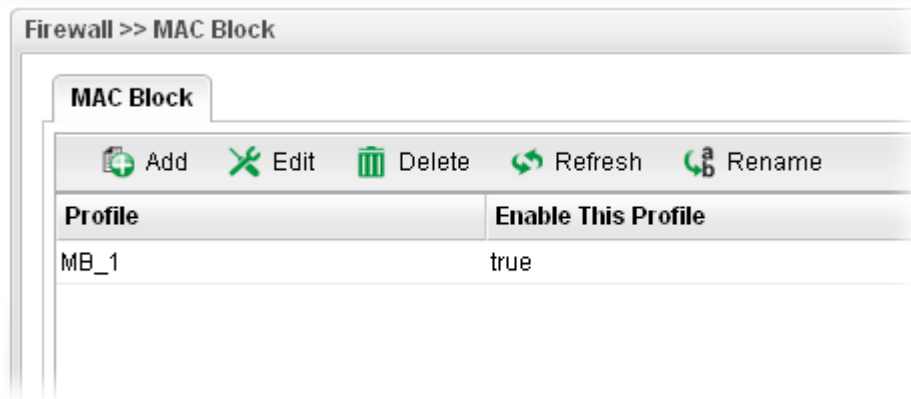 Firewall >> MAC Block
MAC Block
Add Edit Delete Refresh Rename
Profile Enable This Profile
MB_1 true